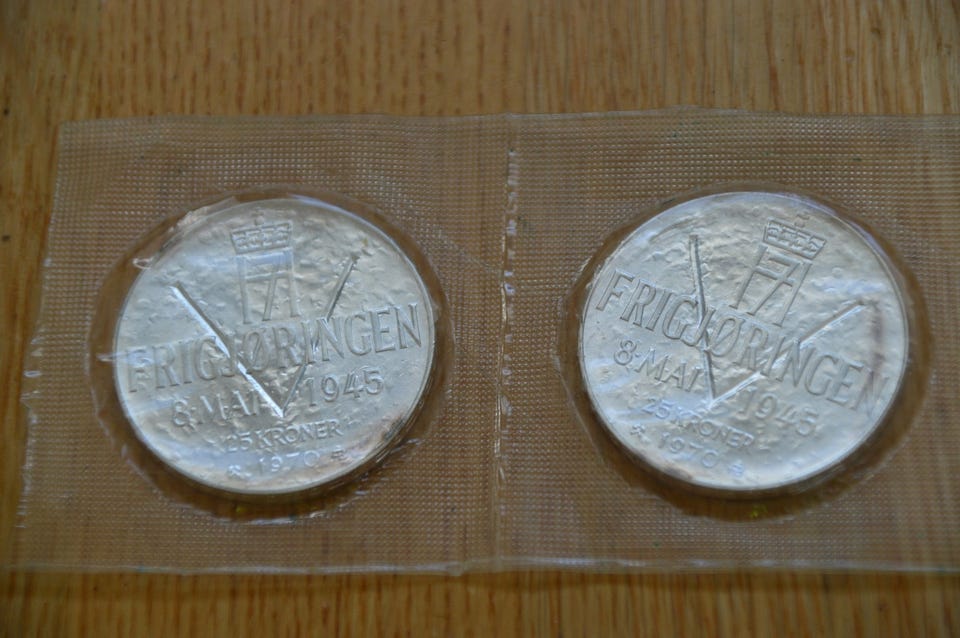 FRIGJØRINGEN
8·MAI 1945
25 KRONER
1970
FRIGJØRINGEN
8·MAI 1945
25 KRONER
1970